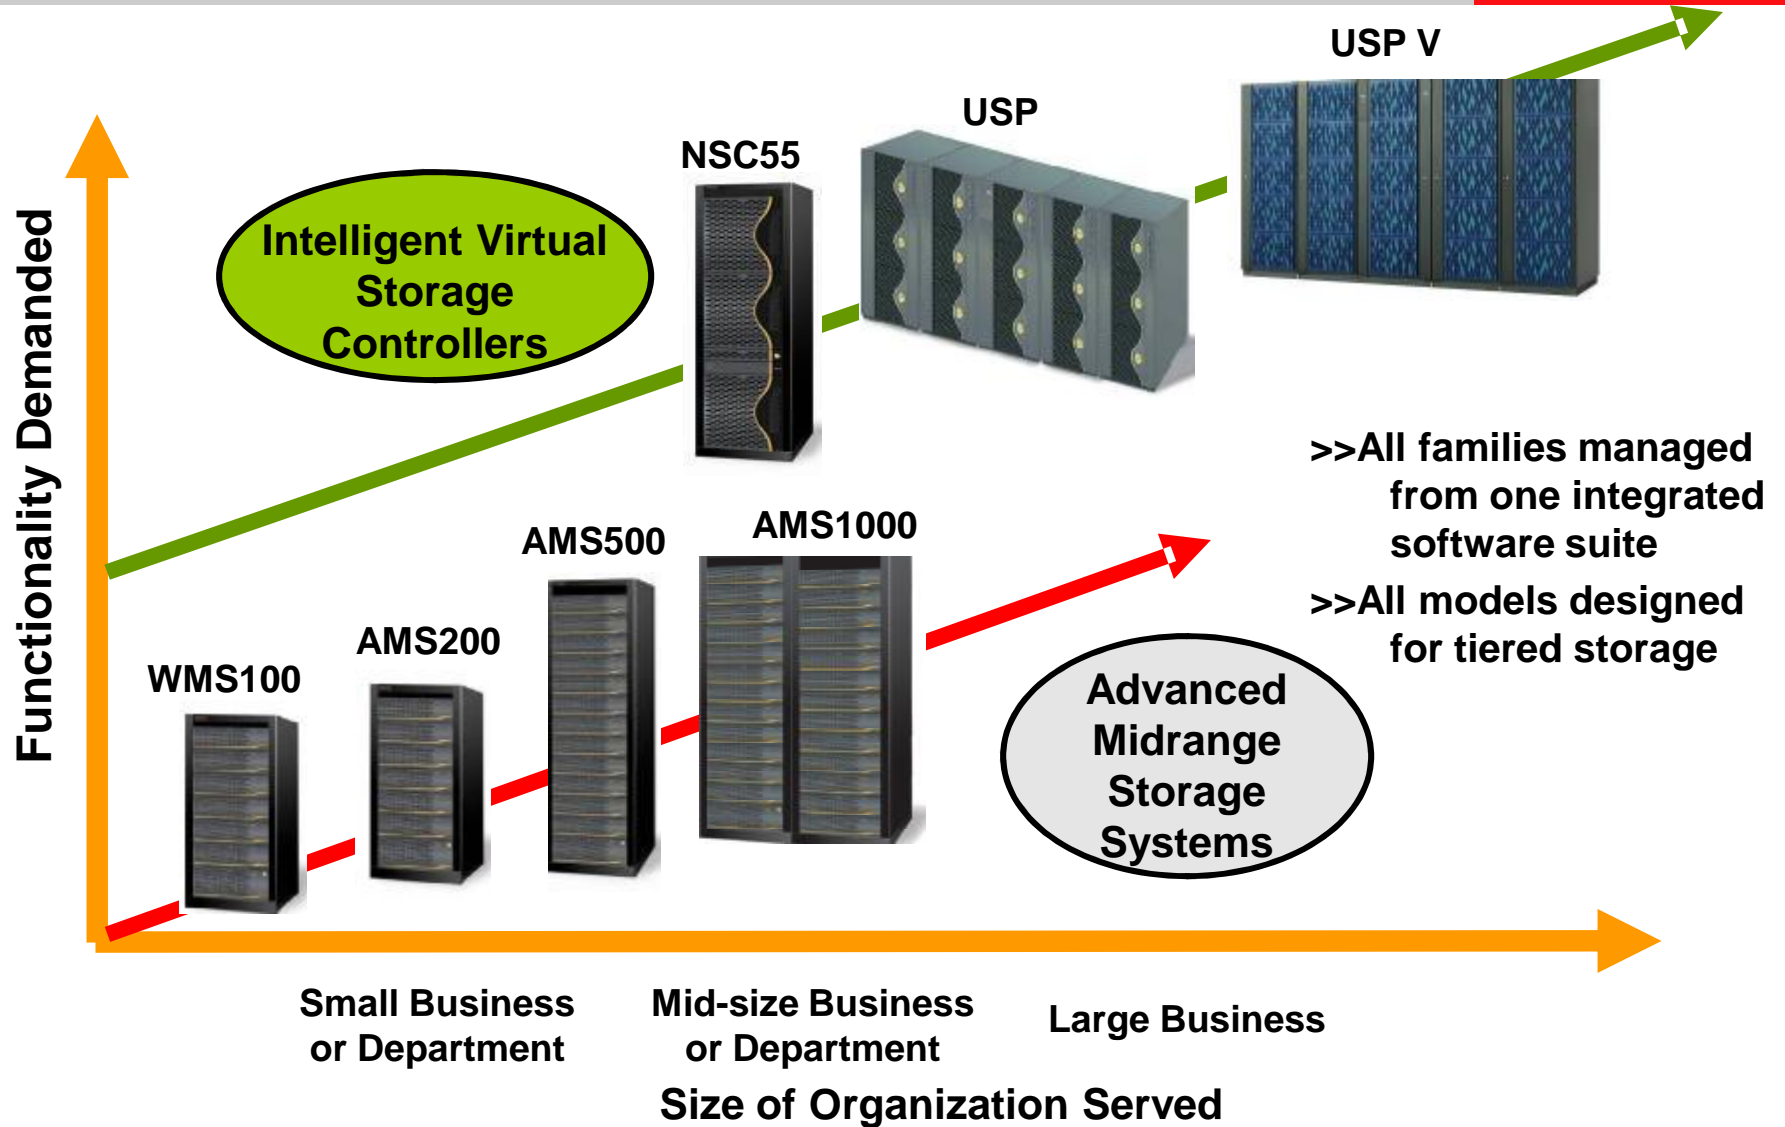 USP V
USP
NSC55
Intelligent Virtual
Storage
Controllers
Functionality Demanded
>>All families managed
from one integrated
software suite
>>All models designed
for tiered storage
AMS1000
AMS500
AMS200
WMS100
Advanced
Midrange
Storage
Systems
Small Business
or Department
Mid-size Business
or Department
Large Business
Size of Organization Served